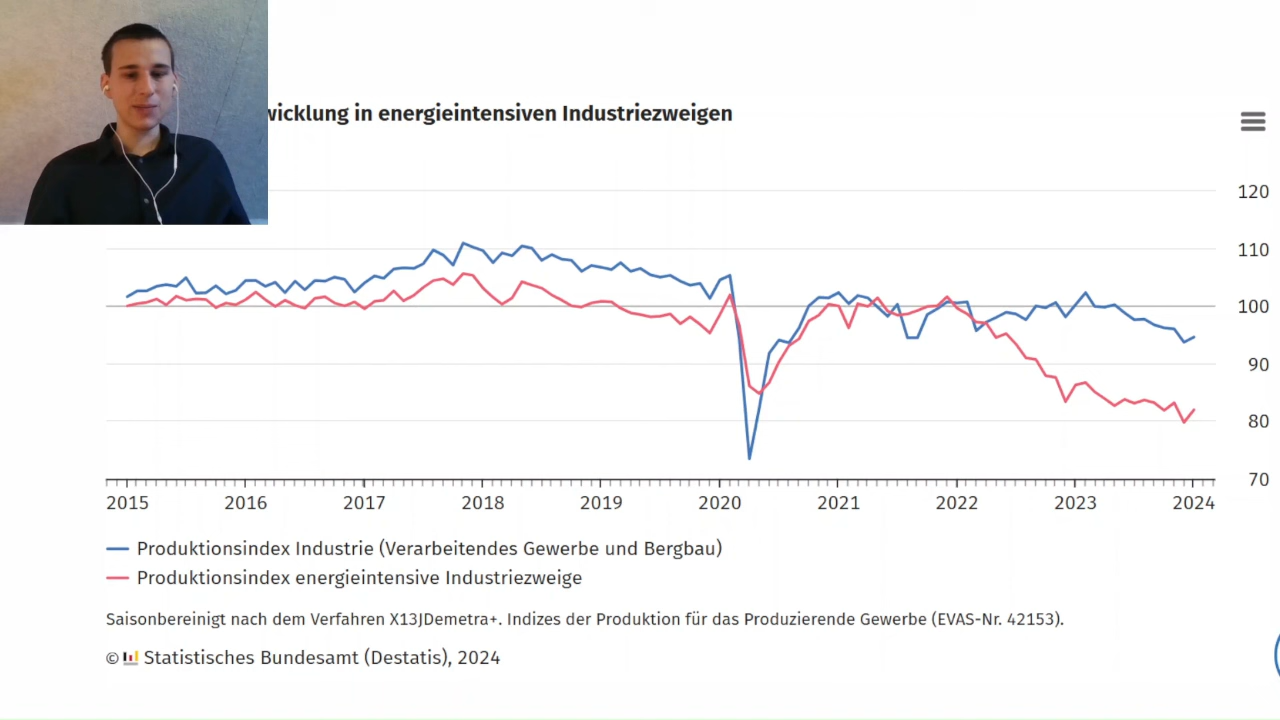 wicklung in energieintensiven Industriezweigen
120
110
100
90
80
70
2015 2016 2017 2018 2019 2020 2021 2022 2023 2024
Produktionsindex Industrie (Verarbeitendes Gewerbe und Bergbau)
Produktionsindex energieintensive Industriezweige
Saisonbereinigt nach dem Verfahren X13JDemetra+. Indizes der Produktion für das Produzierende Gewerbe (EVAS-Nr. 42153).
© Statistisches Bundesamt (Destatis), 2024